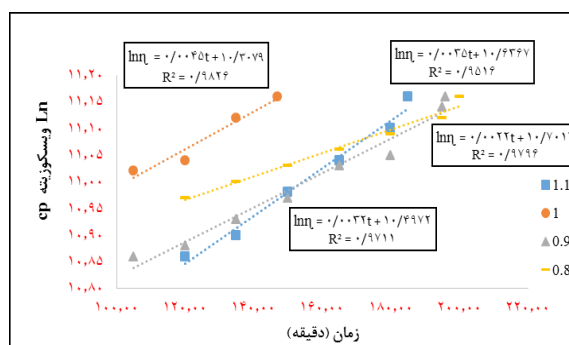 lnη = ۰/۰۰۴۵t + ۱۰/۳۰۷۹
R² = ۰/۹۸۲۶
lnη = ۰/۰۰۳۵t + ۱۰/۶۳۶۷
R² = ۰/۹۵۱۶
lnη = ۰/۰۰۲۲t + ۱۰/۷۰۱
R² = ۰/۹۷۹۶
lnη = ۰/۰۰۳۲t + ۱۰/۴۹۷۲
R² = ۰/۹۷۱۱
۱۱,۲۰
۱۱,۱۵
۱۱,۱۰
۱۱,۰۵
۱۱,۰۰
۱۰,۹۵
۱۰,۹۰
۱۰,۸۵
۱۰,۸۰
۱۰۰,۰۰
۱۲۰,۰۰
۱۴۰,۰۰
۱۶۰,۰۰
۱۸۰,۰۰
۲۰۰,۰۰
۲۲۰,۰۰
Ln ویسکوزیته cp
زمان (دقیقه)
1.1
1
0.9
0.8